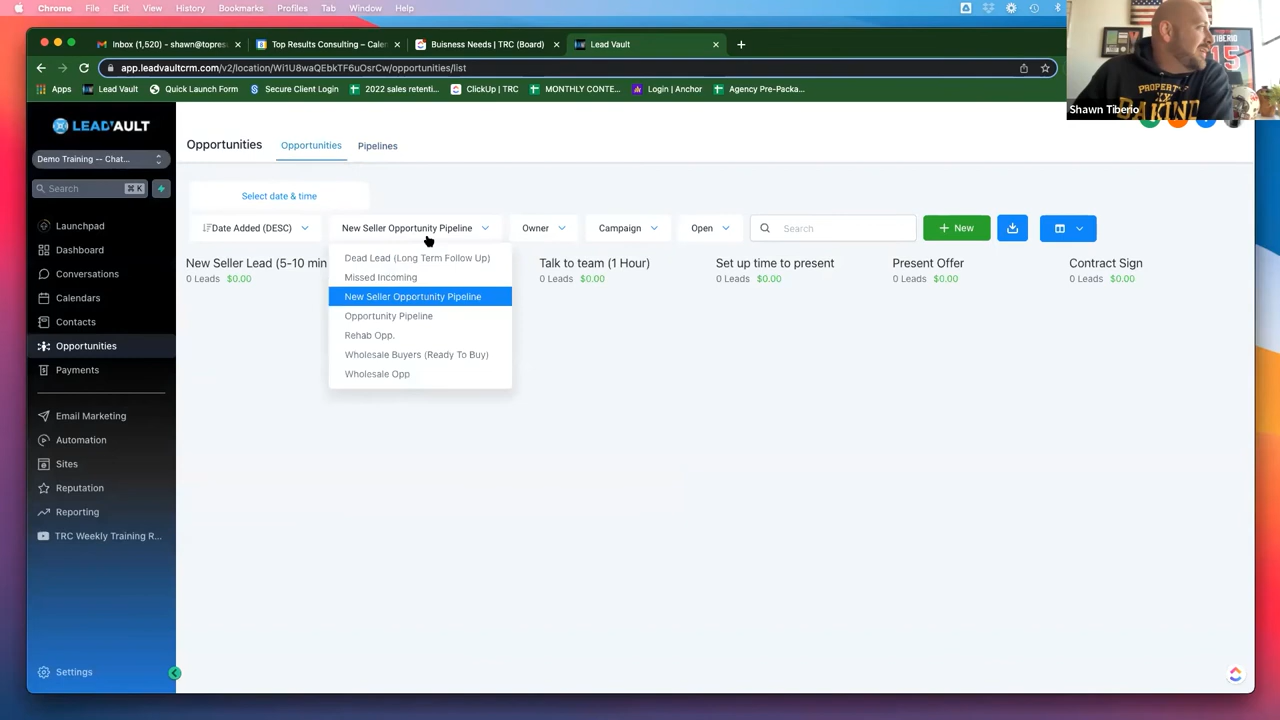 Chrome File Edit View History Bookmarks Profiles Tab Window Help
Inbox (1,520) – shawn@topres
Top Results Consulting – Calen
Buisness Needs | TRC (Board)
Lead Vault
app.leadvaultcrm.com/v2/location/Wi1U8waQEbkTF6uOsrCw/opportunities/list
Apps
Lead Vault
Quick Launch Form
Secure Client Login
2022 sales retenti...
ClickUp | TRC
MONTHLY CONTE...
Login | Anchor
Agency Pre-Packa...
Shawn Tiberio
PROPERTY
TIBERIO
15
LEADVAULT
Demo Training -- Chat...
Search
⌘K
Launchpad
Dashboard
Conversations
Calendars
Contacts
Opportunities
Payments
Email Marketing
Automation
Sites
Reputation
Reporting
TRC Weekly Training R...
Settings
Opportunities
Opportunities
Pipelines
Select date & time
Date Added (DESC)
New Seller Opportunity Pipeline
Owner
Campaign
Open
Search
+ New
New Seller Lead (5-10 min
0 Leads $0.00
Talk to team (1 Hour)
0 Leads $0.00
Set up time to present
0 Leads $0.00
Present Offer
0 Leads $0.00
Contract Sign
0 Leads $0.00
Dead Lead (Long Term Follow Up)
Missed Incoming
New Seller Opportunity Pipeline
Opportunity Pipeline
Rehab Opp.
Wholesale Buyers (Ready To Buy)
Wholesale Opp